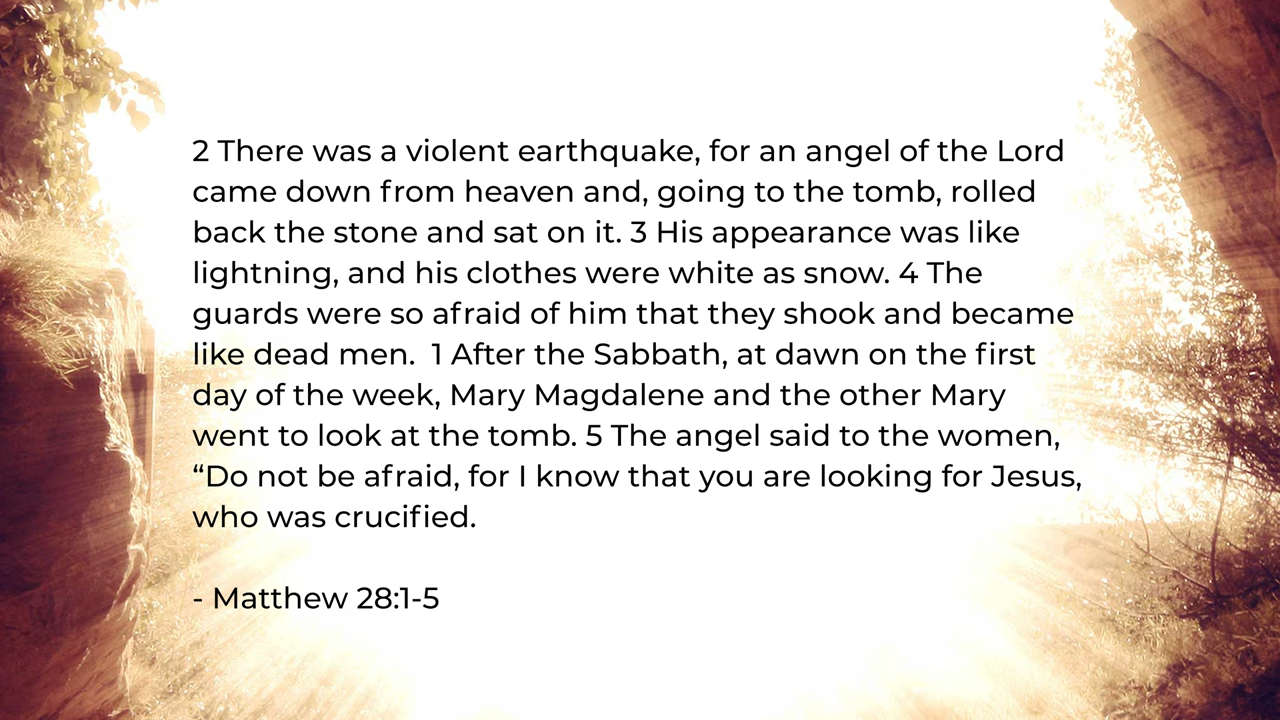 2 There was a violent earthquake, for an angel of the Lord
came down from heaven and, going to the tomb, rolled
back the stone and sat on it. 3 His appearance was like
lightning, and his clothes were white as snow. 4 The
guards were so afraid of him that they shook and became
like dead men.  1 After the Sabbath, at dawn on the first
day of the week, Mary Magdalene and the other Mary
went to look at the tomb. 5 The angel said to the women,
“Do not be afraid, for I know that you are looking for Jesus,
who was crucified.
- Matthew 28:1-5